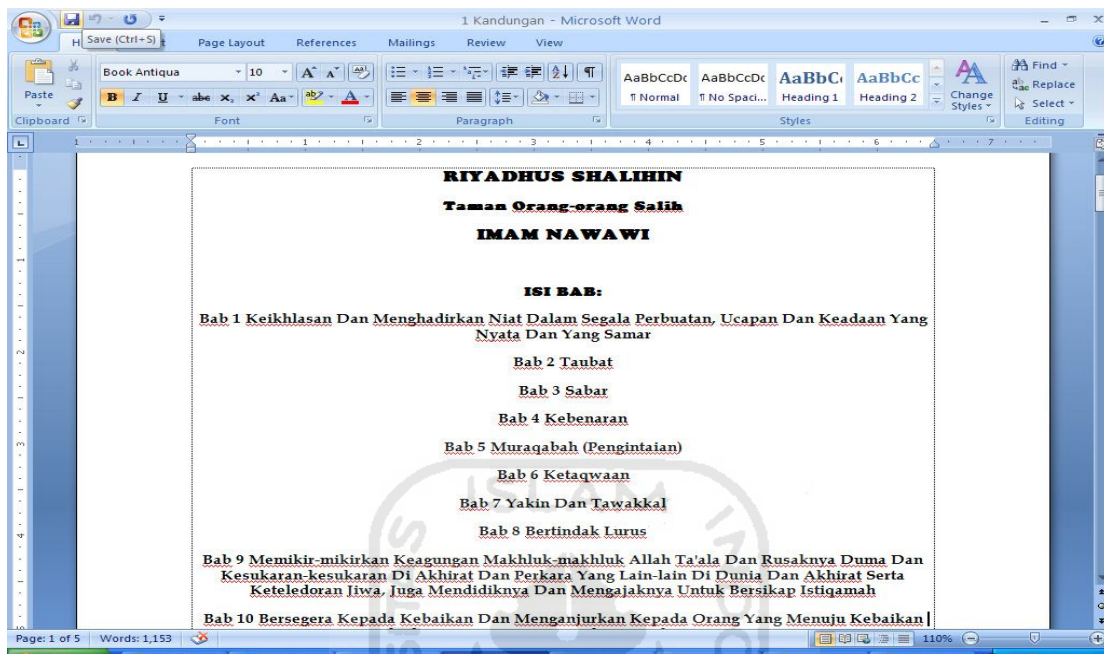 1 Kandungan - Microsoft Word
Save (Ctrl+S)
H
t
Page Layout
References
Mailings
Review
View
Paste
Clipboard
Book Antiqua
10
Font
Paragraph
AaBbCcDc
AaBbCcDc
AaBbC
AaBbCc
¶ Normal
¶ No Spaci...
Heading 1
Heading 2
Change
Styles
Styles
Find
Replace
Select
Editing
RIYADHUS SHALIHIN
Taman Orang-orang Salih
IMAM NAWAWI
ISI BAB:
Bab 1 Keikhlasan Dan Menghadirkan Niat Dalam Segala Perbuatan, Ucapan Dan Keadaan Yang
Nyata Dan Yang Samar
Bab 2 Taubat
Bab 3 Sabar
Bab 4 Kebenaran
Bab 5 Muraqabah (Pengintaian)
Bab 6 Ketaqwaan
Bab 7 Yakin Dan Tawakkal
Bab 8 Bertindak Lurus
Bab 9 Memikir-mikirkan Keagungan Makhluk-makhluk Allah Ta'ala Dan Rusaknya Duma Dan
Kesukaran-kesukaran Di Akhirat Dan Perkara Yang Lain-lain Di Dunia Dan Akhirat Serta
Keteledoran Jiwa, Juga Mendidiknya Dan Mengajaknya Untuk Bersikap Istiqamah
Bab 10 Bersegera Kepada Kebaikan Dan Menganjurkan Kepada Orang Yang Menuju Kebaikan
ISLAM
Page: 1 of 5
Words: 1,153
110%